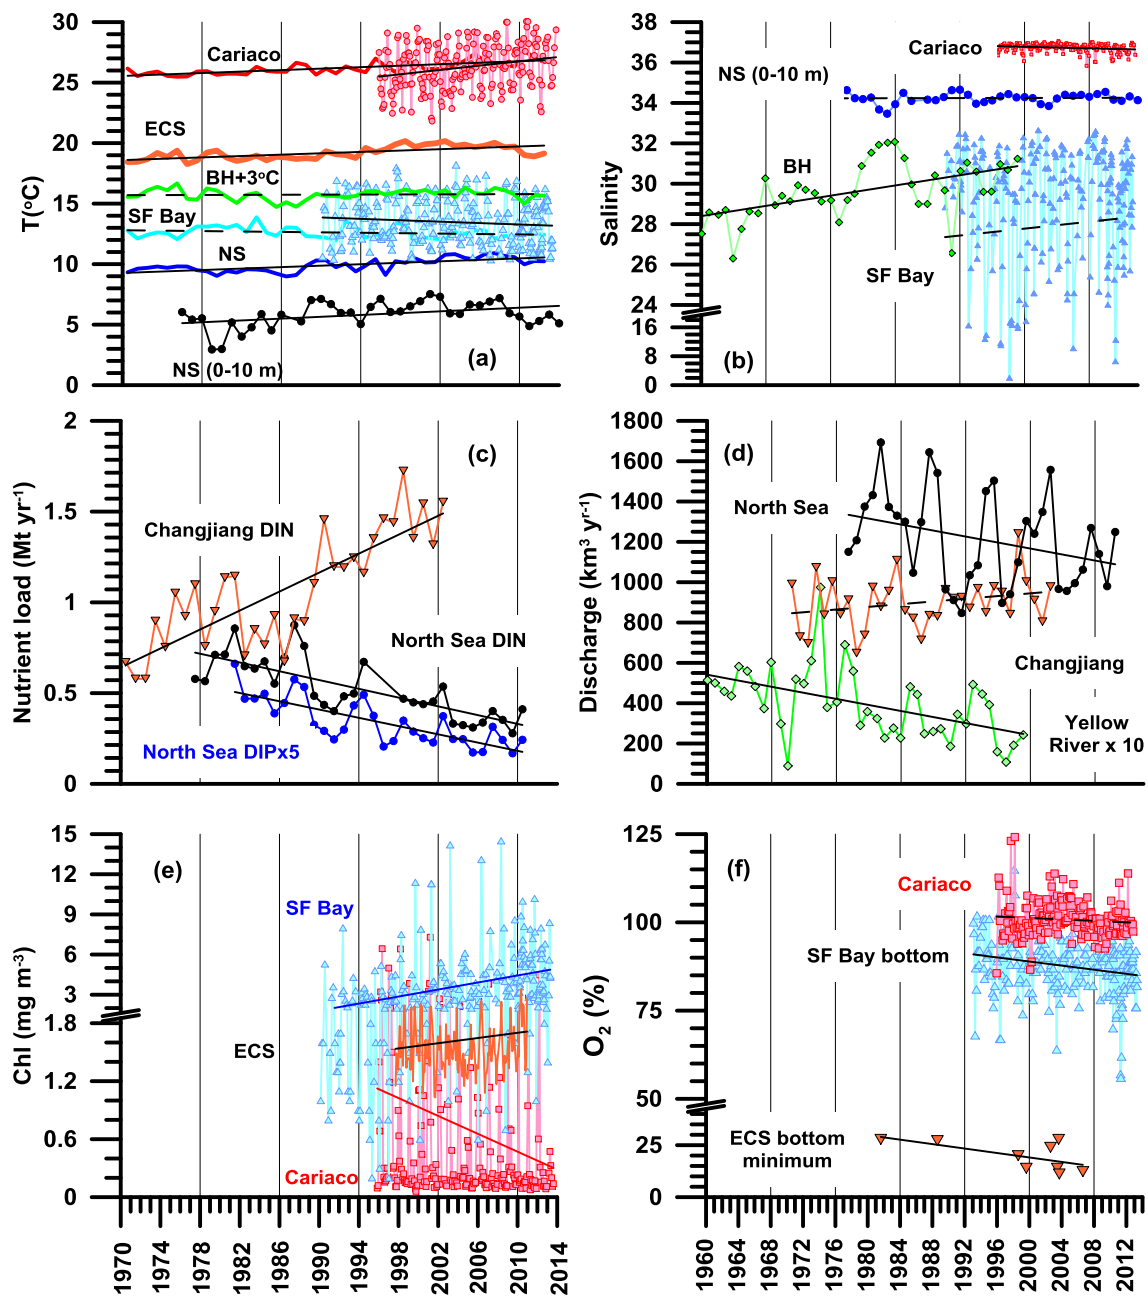 30
25
20
15
10
5
0
T(°C)
Cariaco
ECS
BH+3°C
SF Bay
NS
NS (0-10 m)
(a)
38
36
34
32
30
28
26
24
16
8
0
Salinity
Cariaco
NS (0-10 m)
BH
SF Bay
(b)
2
1.5
1
0.5
0
Nutrient load (Mt yr⁻¹)
(c)
Changjiang DIN
North Sea DIN
North Sea DIPx5
1800
1600
1400
1200
1000
800
600
400
200
0
Discharge (km³ yr⁻¹)
(d)
North Sea
Changjiang
Yellow
River x 10
15
12
9
6
3
1.8
1.2
0.6
0
Chl (mg m⁻³)
(e)
SF Bay
ECS
Cariaco
1970
1974
1978
1982
1986
1990
1994
1998
2002
2006
2010
2014
125
100
75
50
25
0
O₂ (%)
(f)
Cariaco
SF Bay bottom
ECS bottom
minimum
1960
1964
1968
1972
1976
1980
1984
1988
1992
1996
2000
2004
2008
2012